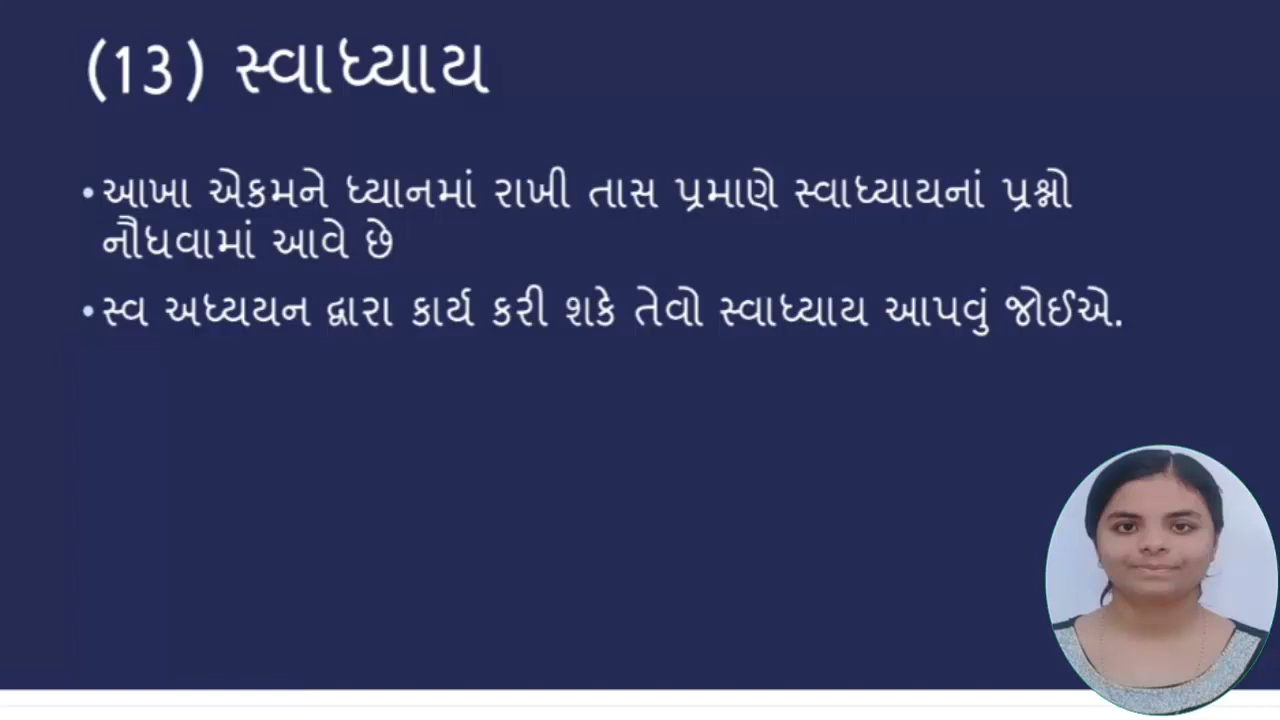 (13) સ્વાધ્યાય
•આખા એકમને ધ્યાનમાં રાખી તાસ પ્રમાણે સ્વાધ્યાયનાં પ્રશ્નો
નૌધવામાં આવે છે
•સ્વ અધ્યયન દ્વારા કાર્ય કરી શકે તેવો સ્વાધ્યાય આપવું જોઈએ.